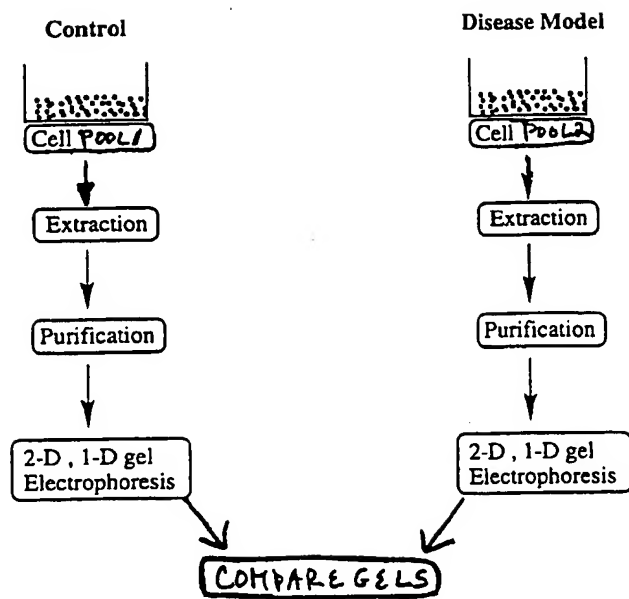 Control
Disease Model
Cell POOL1
Cell POOL2
Extraction
Extraction
Purification
Purification
2-D , 1-D gel
Electrophoresis
2-D , 1-D gel
Electrophoresis
COMPARE GELS